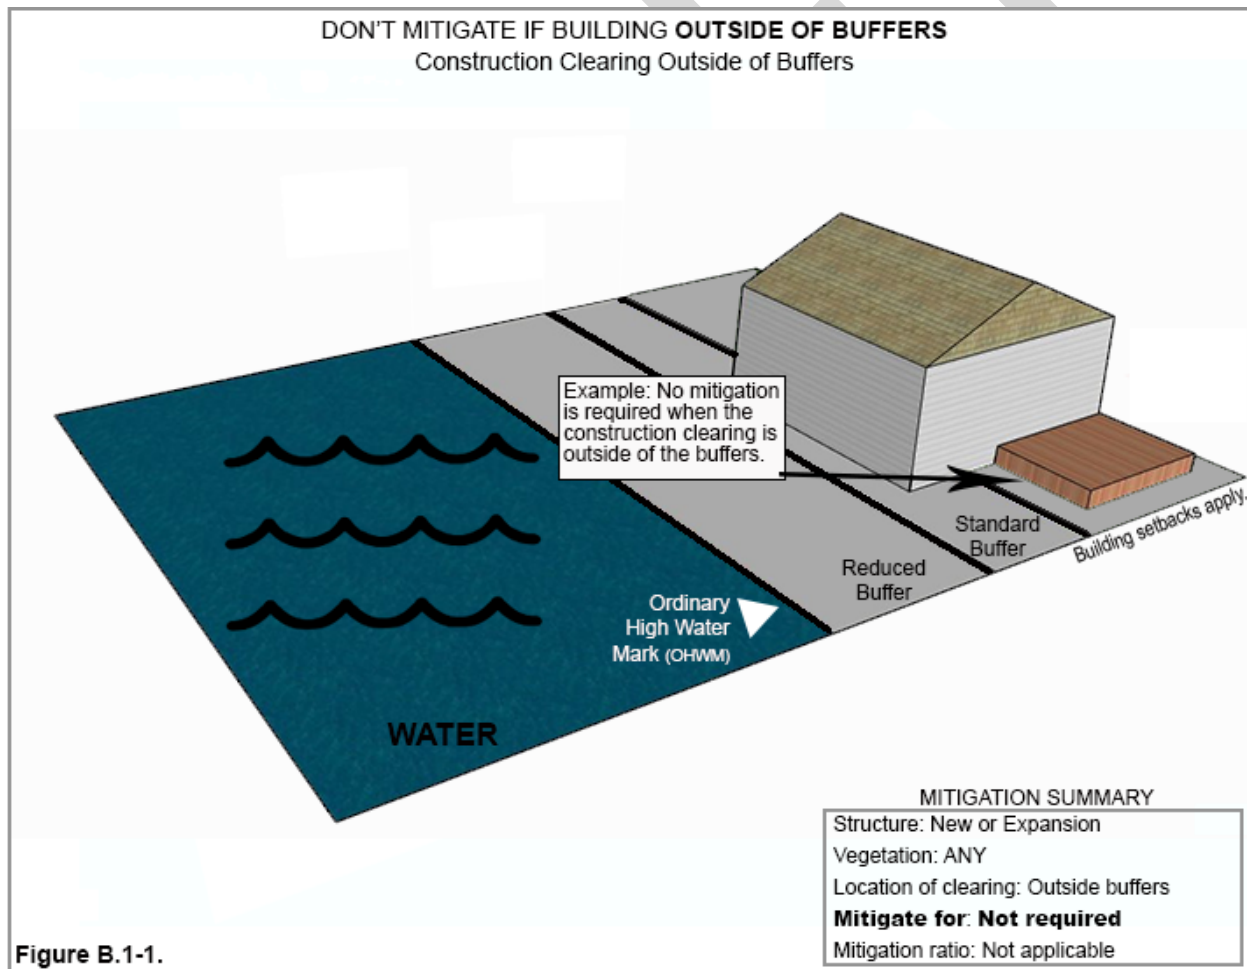 DON'T MITIGATE IF BUILDING OUTSIDE OF BUFFERS
Construction Clearing Outside of Buffers
Example: No mitigation
is required when the
construction clearing is
outside of the buffers.
Standard
Buffer
Building setbacks apply.
Reduced
Buffer
Ordinary
High Water
Mark (OHWM)
WATER
MITIGATION SUMMARY
Structure: New or Expansion
Vegetation: ANY
Location of clearing: Outside buffers
Mitigate for: Not required
Mitigation ratio: Not applicable
Figure B.1-1.